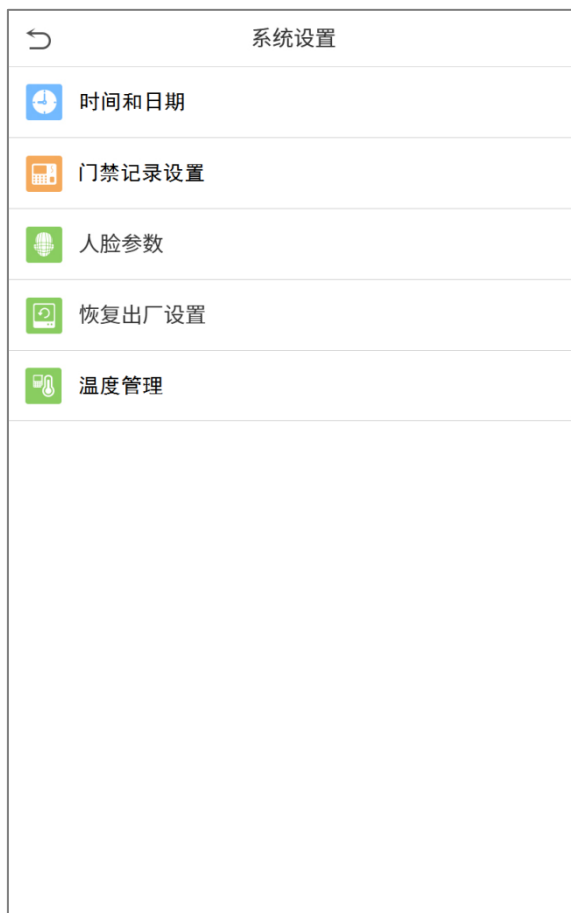 系统设置
时间和日期
门禁记录设置
人脸参数
恢复出厂设置
温度管理